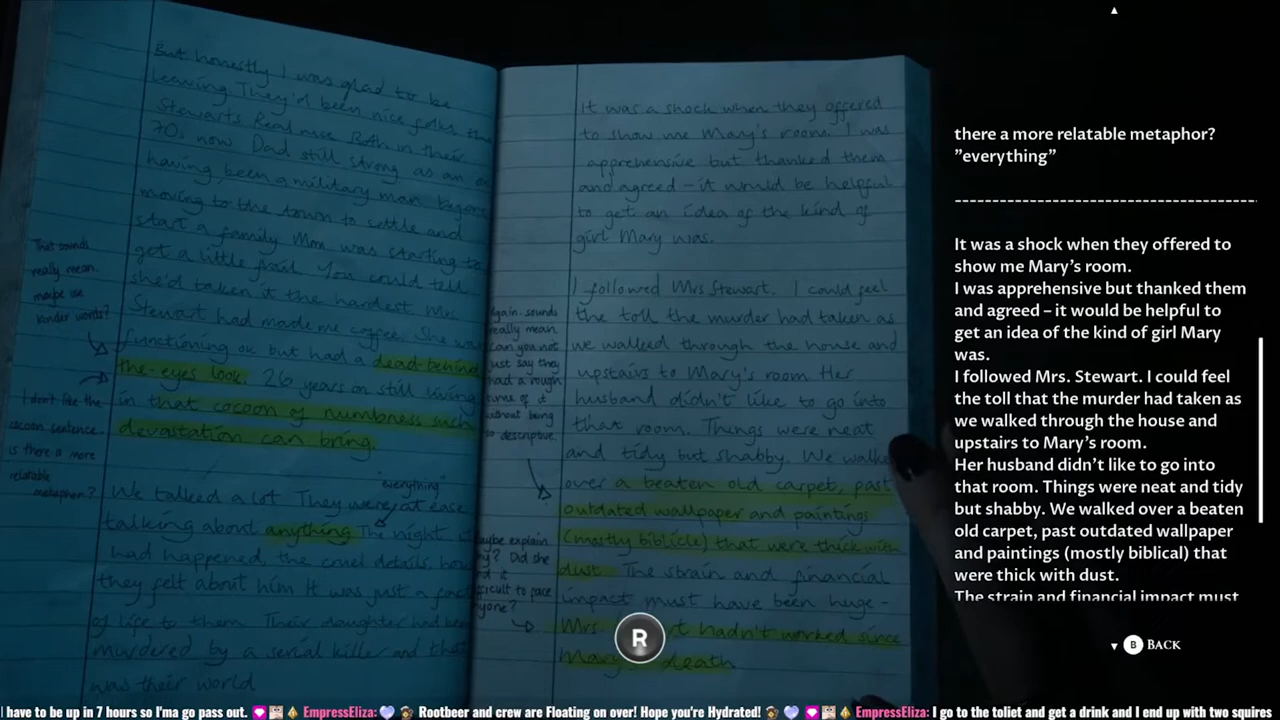 But honestly I was glad to be
leaving They'd been nice folks the
Stewarts Real nice Both in their
70s now Dad still strong as an
having been a military man before
moving to the town to settle and
start a family Mom was starting to
get a little frail You could tell
she'd taken it the hardest Mrs
Stewart had made me coffee. She was
functioning ok but had a dead-behind
the-eyes look. 26 years on still living
in that cocoon of numbness such
devastation can bring.
We talked a lot They were at ease
talking about anything The night
had happened, the cruel details, how
they felt about him It was just a fact
of life to them Their daughter had been
murdered by a serial killer and that
was their world
That sounds
really mean.
maybe use
kinder words?
I don't like the
cocoon sentence
is there a more
relatable
metaphor?
"everything"
It was a shock when they offered
to show me Mary's room. I was
apprehensive but thanked them
and agreed - it would be helpful
to get an idea of the kind of
girl Mary was.
I followed Mrs Stewart. I could feel
the toll the murder had taken as
we walked through the house and
upstairs to Mary's room Her
husband didn't like to go into
that room. Things were neat
and tidy but shabby. We walked
over a beaten old carpet, past
outdated wallpaper and paintings
(mostly biblicle) that were thick with
dust. The strain and financial
impact must have been huge -
Mrs hadn't worked since
death
Again sounds
really mean
can you not
just say they
had a rough
time of it
without being
so descriptive
explain
Did she
it
to face
R
there a more relatable metaphor?
"everything"
It was a shock when they offered to
show me Mary's room.
I was apprehensive but thanked them
and agreed – it would be helpful to
get an idea of the kind of girl Mary
was.
I followed Mrs. Stewart. I could feel
the toll that the murder had taken as
we walked through the house and
upstairs to Mary's room.
Her husband didn't like to go into
that room. Things were neat and tidy
but shabby. We walked over a beaten
old carpet, past outdated wallpaper
and paintings (mostly biblical) that
were thick with dust.
The strain and financial impact must
B BACK
I have to be up in 7 hours so I'ma go pass out. EmpressEliza: Rootbeer and crew are Floating on over! Hope you're Hydrated! EmpressEliza: I go to the toliet and get a drink and I end up with two squires